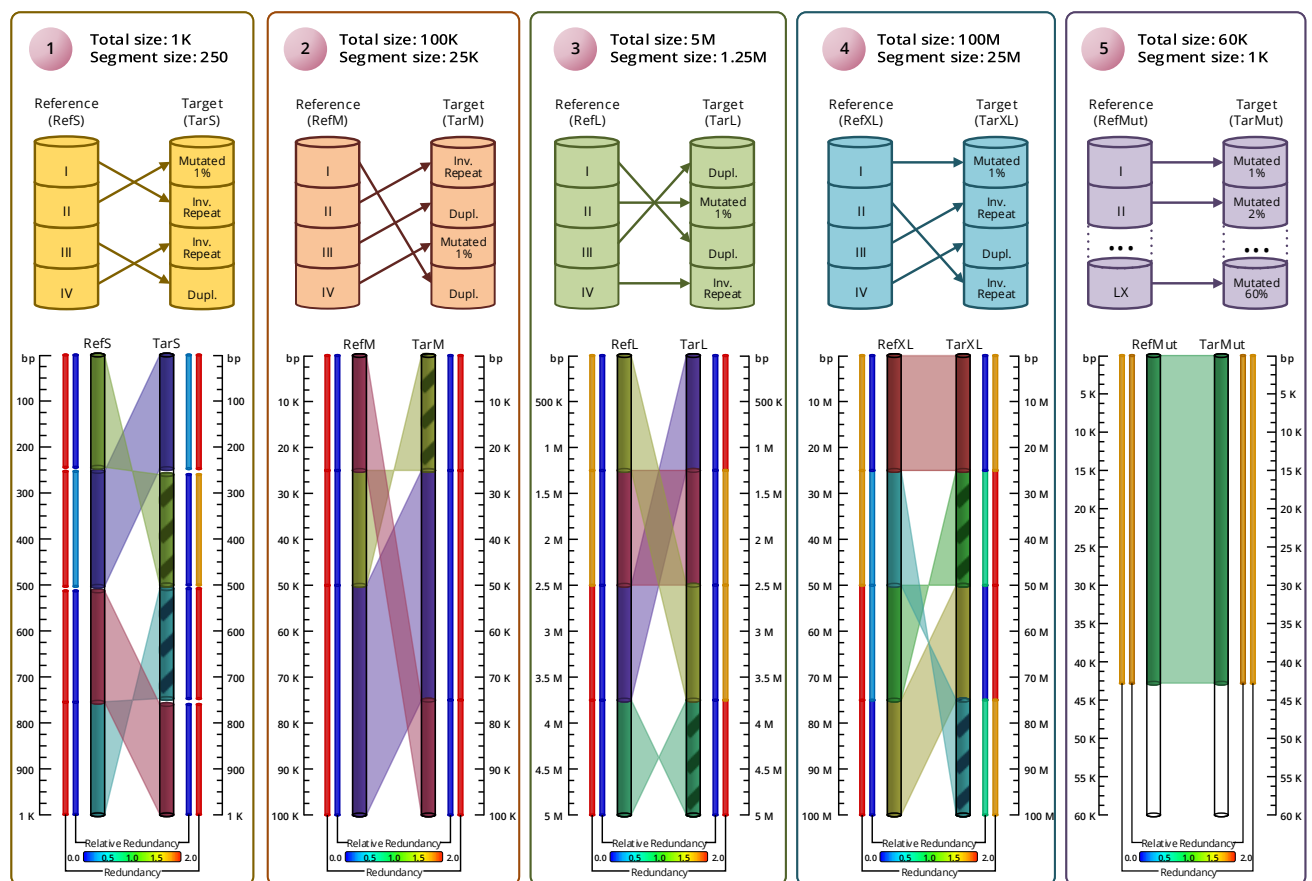 1
Total size: 1K
Segment size: 250
Reference
(RefS)
Target
(TarS)
I
II
III
IV
Mutated
1%
Inv.
Repeat
Inv.
Repeat
Dupl.
RefS
TarS
bp
100
200
300
400
500
600
700
800
900
1 K
bp
100
200
300
400
500
600
700
800
900
1 K
Relative Redundancy
0.0 0.5 1.0 1.5 2.0
Redundancy
2
Total size: 100K
Segment size: 25K
Reference
(RefM)
Target
(TarM)
I
II
III
IV
Inv.
Repeat
Dupl.
Mutated
1%
Dupl.
RefM
TarM
bp
10 K
20 K
30 K
40 K
50 K
60 K
70 K
80 K
90 K
100 K
bp
10 K
20 K
30 K
40 K
50 K
60 K
70 K
80 K
90 K
100 K
Relative Redundancy
0.0 0.5 1.0 1.5 2.0
Redundancy
3
Total size: 5M
Segment size: 1.25M
Reference
(RefL)
Target
(TarL)
I
II
III
IV
Dupl.
Mutated
1%
Dupl.
Inv.
Repeat
RefL
TarL
bp
500 K
1 M
1.5 M
2 M
2.5 M
3 M
3.5 M
4 M
4.5 M
5 M
bp
500 K
1 M
1.5 M
2 M
2.5 M
3 M
3.5 M
4 M
4.5 M
5 M
Relative Redundancy
0.0 0.5 1.0 1.5 2.0
Redundancy
4
Total size: 100M
Segment size: 25M
Reference
(RefXL)
Target
(TarXL)
I
II
III
IV
Mutated
1%
Inv.
Repeat
Dupl.
Inv.
Repeat
RefXL
TarXL
bp
10 M
20 M
30 M
40 M
50 M
60 M
70 M
80 M
90 M
100 M
bp
10 M
20 M
30 M
40 M
50 M
60 M
70 M
80 M
90 M
100 M
Relative Redundancy
0.0 0.5 1.0 1.5 2.0
Redundancy
5
Total size: 60K
Segment size: 1K
Reference
(RefMut)
Target
(TarMut)
I
II
...
LX
Mutated
1%
Mutated
2%
...
Mutated
60%
RefMut
TarMut
bp
5 K
10 K
15 K
20 K
25 K
30 K
35 K
40 K
45 K
50 K
55 K
60 K
bp
5 K
10 K
15 K
20 K
25 K
30 K
35 K
40 K
45 K
50 K
55 K
60 K
Relative Redundancy
0.0 0.5 1.0 1.5 2.0
Redundancy